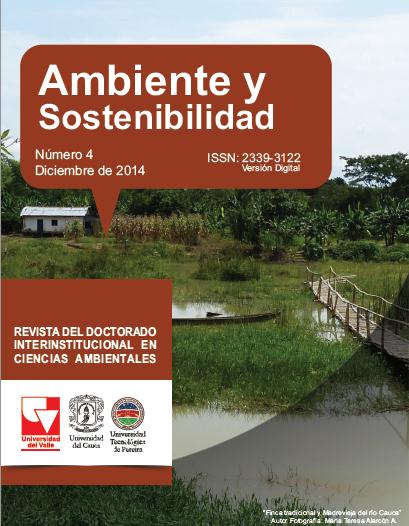 Ambiente y
Sostenibilidad
Número 4
Diciembre de 2014
ISSN: 2339-3122
Versión Digital
REVISTA DEL DOCTORADO
INTERINSTITUCIONAL EN
CIENCIAS AMBIENTALES
Universidad
del Valle
Universidad
del Cauca
Universidad
Tecnológica
de Pereira
"Finca tradicional y Madrevieja del río Cauca"
Autor Fotografía: María Teresa Alarcón A.